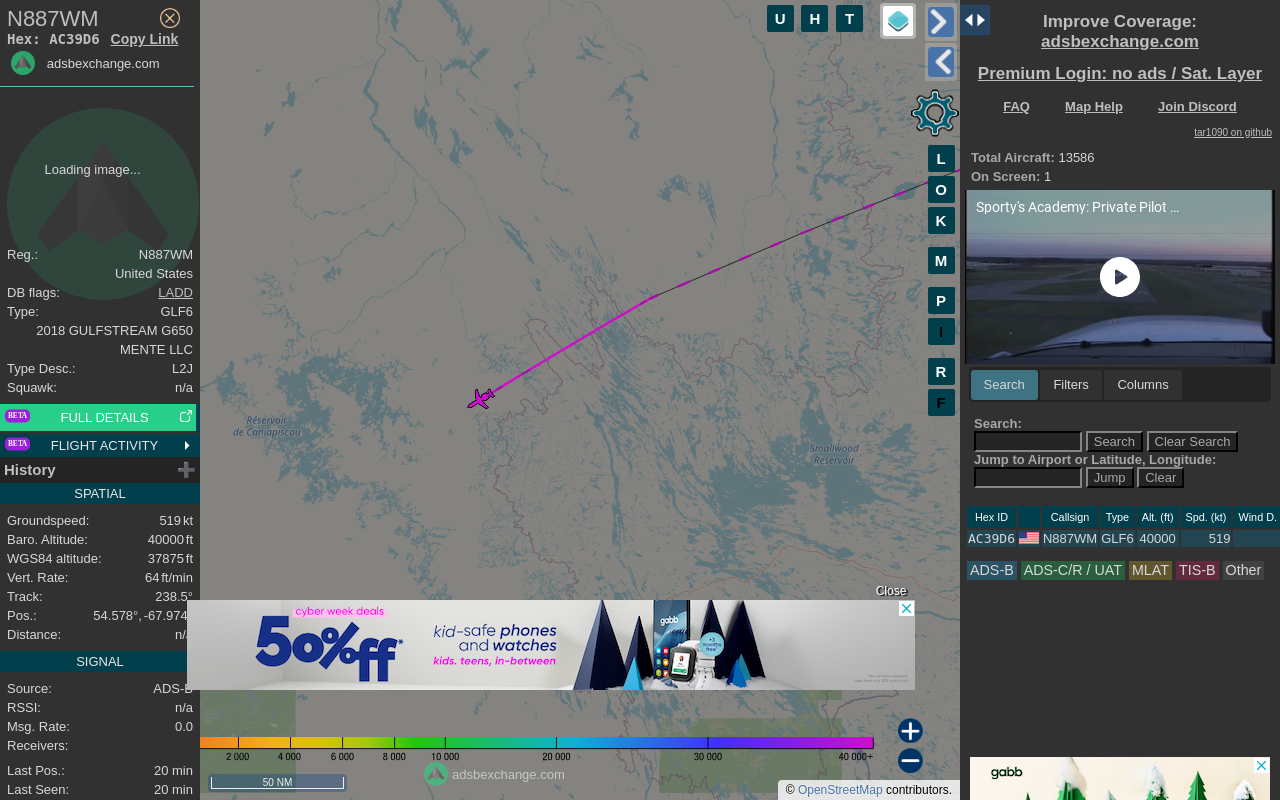 N887WM
Hex: AC39D6 Copy Link
adsbexchange.com
Loading image...
Reg.: N887WM
United States
DB flags: LADD
Type: GLF6
2018 GULFSTREAM G650
MENTE LLC
Type Desc.: L2J
Squawk: n/a
BETA FULL DETAILS
BETA FLIGHT ACTIVITY
History
SPATIAL
Groundspeed: 519 kt
Baro. Altitude: 40000 ft
WGS84 altitude: 37875 ft
Vert. Rate: 64 ft/min
Track: 238.5°
Pos.: 54.578°, -67.974
Distance: n/
SIGNAL
Source: ADS-B
RSSI: n/a
Msg. Rate: 0.0
Receivers:
Last Pos.: 20 min
Last Seen: 20 min
U H T
L
O
K
M
P
I
R
F
Réservoir
de Caniapiscau
Smallwood
Reservoir
Close
cyber week deals
50% off*
kid-safe phones
and watches
kids, teens, in-between
gabb
+3
months
free
2 000 4 000 6 000 8 000 10 000 20 000 30 000 40 000+
50 NM
adsbexchange.com
© OpenStreetMap contributors.
Improve Coverage:
adsbexchange.com
Premium Login: no ads / Sat. Layer
FAQ Map Help Join Discord
tar1090 on github
Total Aircraft: 13586
On Screen: 1
Sporty's Academy: Private Pilot ...
Search Filters Columns
Search:
Search Clear Search
Jump to Airport or Latitude, Longitude:
Jump Clear
Hex ID Callsign Type Alt. (ft) Spd. (kt) Wind D.
AC39D6 N887WM GLF6 40000 519
ADS-B ADS-C/R / UAT MLAT TIS-B Other
gabb